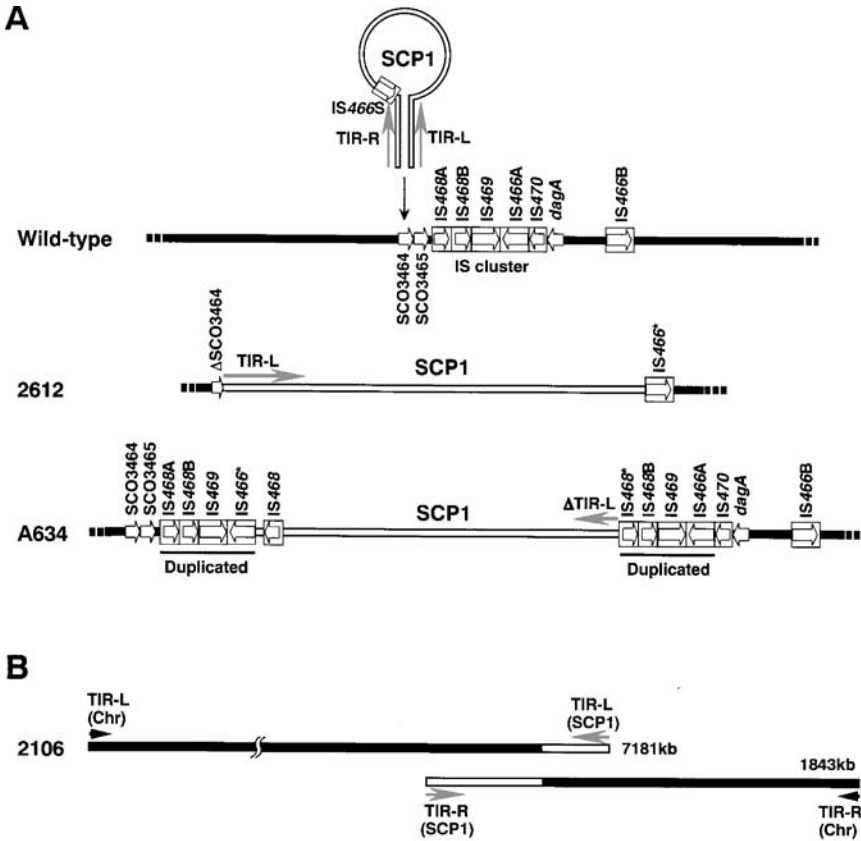 A
SCP1
IS466S
TIR-R
TIR-L
IS468A
IS468B
IS469
IS466A
IS470
dagA
IS466B
Wild-type
IS cluster
SCO3464
SCO3465
ΔSCO3464
TIR-L
SCP1
IS466*
2612
SCO3464
SCO3465
IS468A
IS468B
IS469
IS466*
IS468
SCP1
ΔTIR-L
IS468*
IS468B
IS469
IS466A
IS470
dagA
IS466B
A634
Duplicated
Duplicated
B
TIR-L
(Chr)
TIR-L
(SCP1)
2106
7181kb
1843kb
TIR-R
(SCP1)
TIR-R
(Chr)